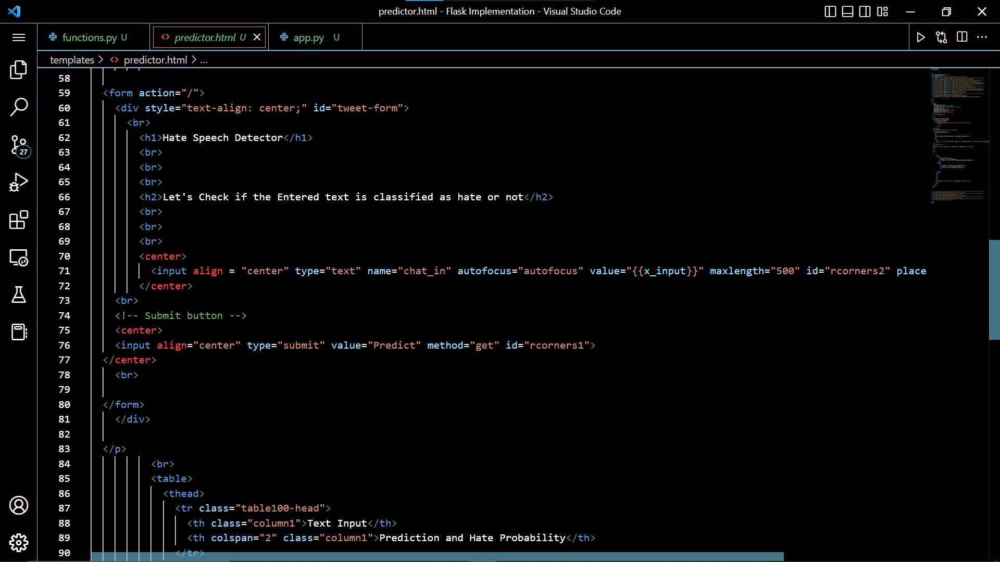 predictor.html - Flask Implementation - Visual Studio Code
functions.py U
<> predictor.html U
app.py U
templates > <> predictor.html > ...
27
58
59 <form action="/">
60 <div style="text-align: center;" id="tweet-form">
61 <br>
62 <h1>Hate Speech Detector</h1>
63 <br>
64 <br>
65 <br>
66 <h2>Let's Check if the Entered text is classified as hate or not</h2>
67 <br>
68 <br>
69 <br>
70 <center>
71 <input align = "center" type="text" name="chat_in" autofocus="autofocus" value="{{x_input}}" maxlength="500" id="rcorners2" place
72 </center>
73 <br>
74 <!-- Submit button -->
75 <center>
76 <input align="center" type="submit" value="Predict" method="get" id="rcorners1">
77 </center>
78 <br>
79
80 </form>
81 </div>
82
83 </p>
84 <br>
85 <table>
86 <thead>
87 <tr class="table100-head">
88 <th class="column1">Text Input</th>
89 <th colspan="2" class="column1">Prediction and Hate Probability</th>
90 </tr>